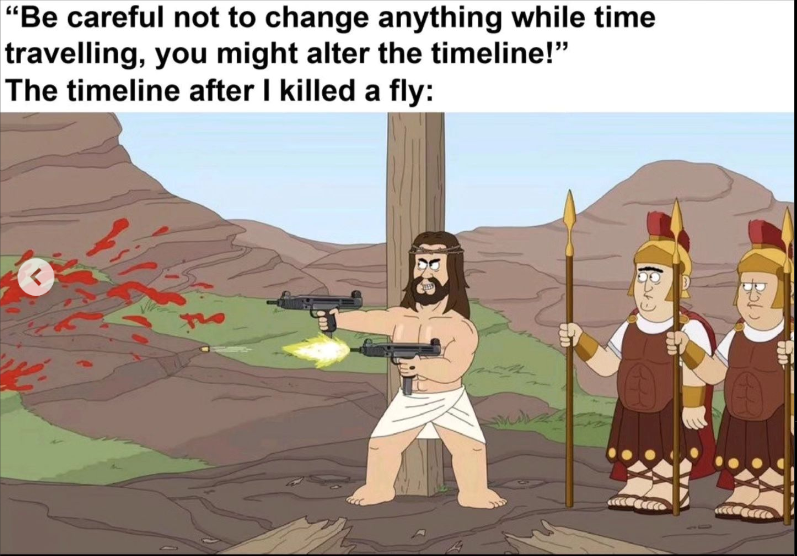 “Be careful not to change anything while time
travelling, you might alter the timeline!”
The timeline after I killed a fly: